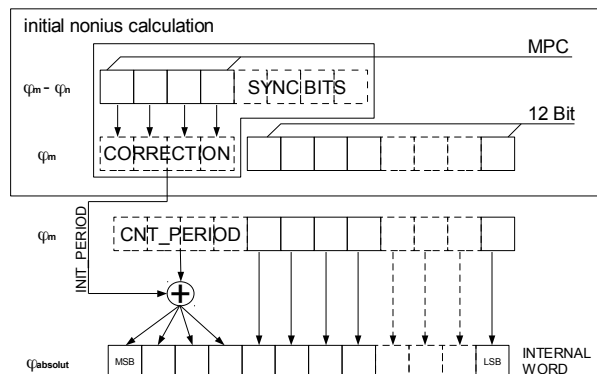 initial nonius calculation
MPC
φm - φn
SYNC BITS
12 Bit
φm
CORRECTION
INIT_PERIOD
φm
CNT_PERIOD
+
φabsolut
MSB
LSB
INTERNAL
WORD